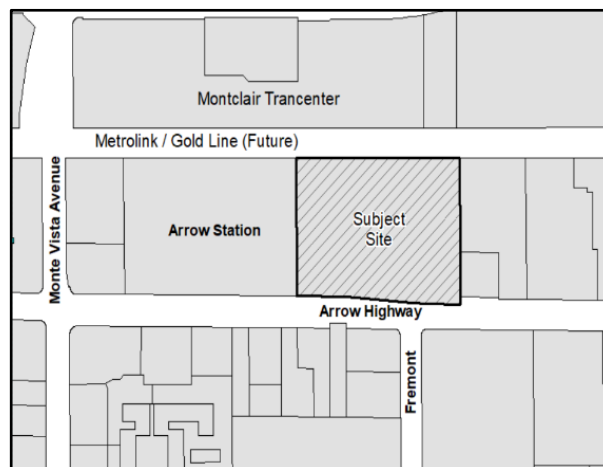 Montclair Trancenter
Metrolink / Gold Line (Future)
Monte Vista Avenue
Arrow Station
Subject
Site
Arrow Highway
Fremont